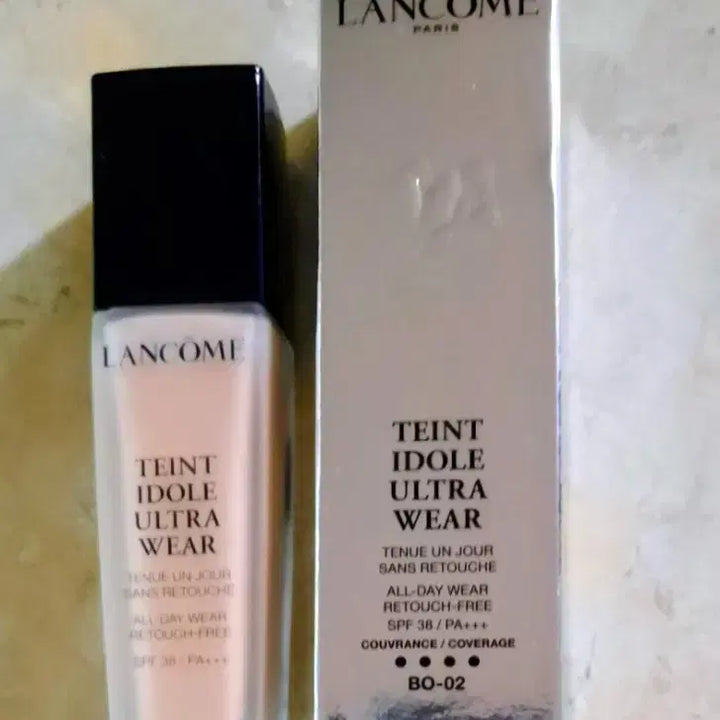 LANCÔME
TEINT
IDOLE
ULTRA
WEAR
TENUE UN JOUR
SANS RETOUCHE
ALL-DAY WEAR
RETOUCH-FREE
SPF 38 / PA+++
LANCÔME
PARIS
TEINT
IDOLE
ULTRA
WEAR
TENUE UN JOUR
SANS RETOUCHE
ALL-DAY WEAR
RETOUCH-FREE
SPF 38 / PA+++
COUVRANCE / COVERAGE
BO-02